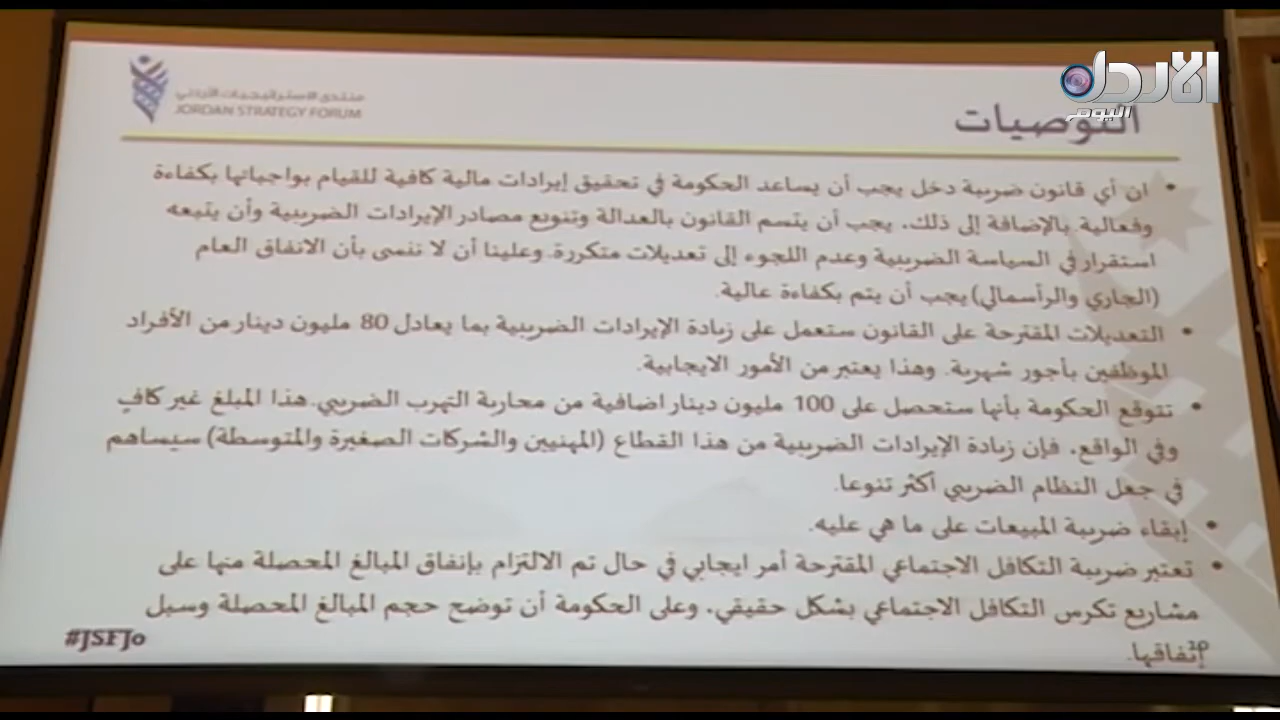 الأردن
اليوم
منتدى الاستراتيجيات الأردني
JORDAN STRATEGY FORUM
التوصيات
• ان أي قانون ضريبة دخل يجب أن يساعد الحكومة في تحقيق إيرادات مالية كافية للقيام بواجباتها بكفاءة
وفعالية. بالإضافة إلى ذلك، يجب أن يتسم القانون بالعدالة وتنويع مصادر الإيرادات الضريبية وأن يتبعه
استقرار في السياسة الضريبية وعدم اللجوء إلى تعديلات متكررة. وعلينا أن لا ننسى بأن الانفاق العام
(الجاري والرأسمالي) يجب أن يتم بكفاءة عالية.
• التعديلات المقترحة على القانون ستعمل على زيادة الإيرادات الضريبية بما يعادل 80 مليون دينار من الأفراد
الموظفين بأجور شهرية. وهذا يعتبر من الأمور الايجابية.
• تتوقع الحكومة بأنها ستحصل على 100 مليون دينار اضافية من محاربة التهرب الضريبي. هذا المبلغ غير كافٍ
وفي الواقع، فإن زيادة الإيرادات الضريبية من هذا القطاع (المهنيين والشركات الصغيرة والمتوسطة) سيساهم
في جعل النظام الضريبي أكثر تنوعا.
• إبقاء ضريبة المبيعات على ما هي عليه.
• تعتبر ضريبة التكافل الاجتماعي المقترحة أمر ايجابي في حال تم الالتزام بإنفاق المبالغ المحصلة منها على
مشاريع تكرس التكافل الاجتماعي بشكل حقيقي، وعلى الحكومة أن توضح حجم المبالغ المحصلة وسبل
إنفاقها.
#JSFJo